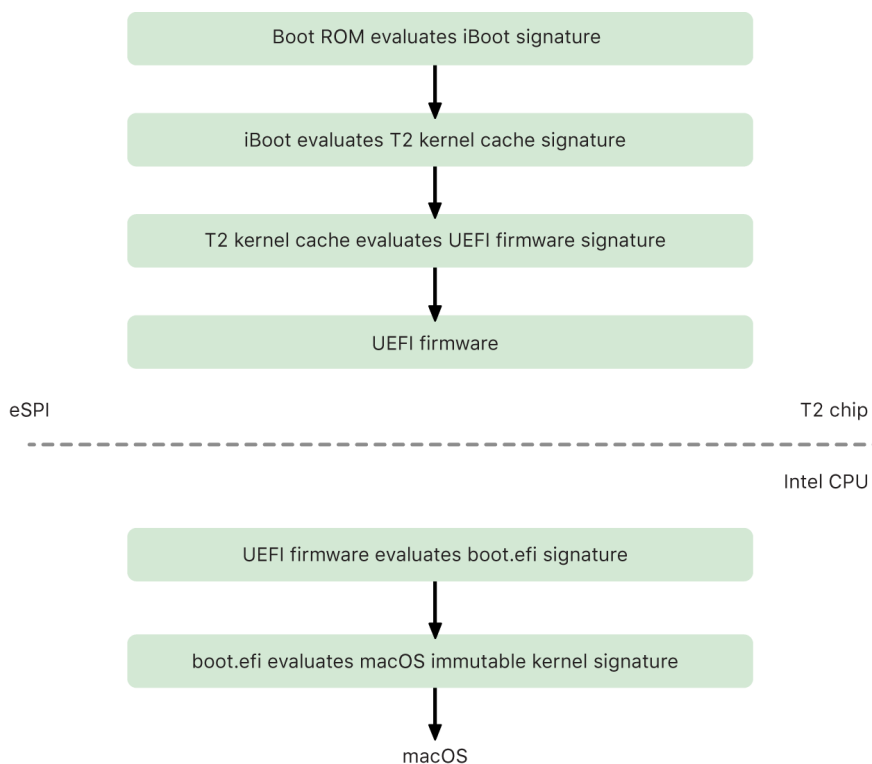 Boot ROM evaluates iBoot signature
iBoot evaluates T2 kernel cache signature
T2 kernel cache evaluates UEFI firmware signature
UEFI firmware
eSPI
T2 chip
Intel CPU
UEFI firmware evaluates boot.efi signature
boot.efi evaluates macOS immutable kernel signature
macOS